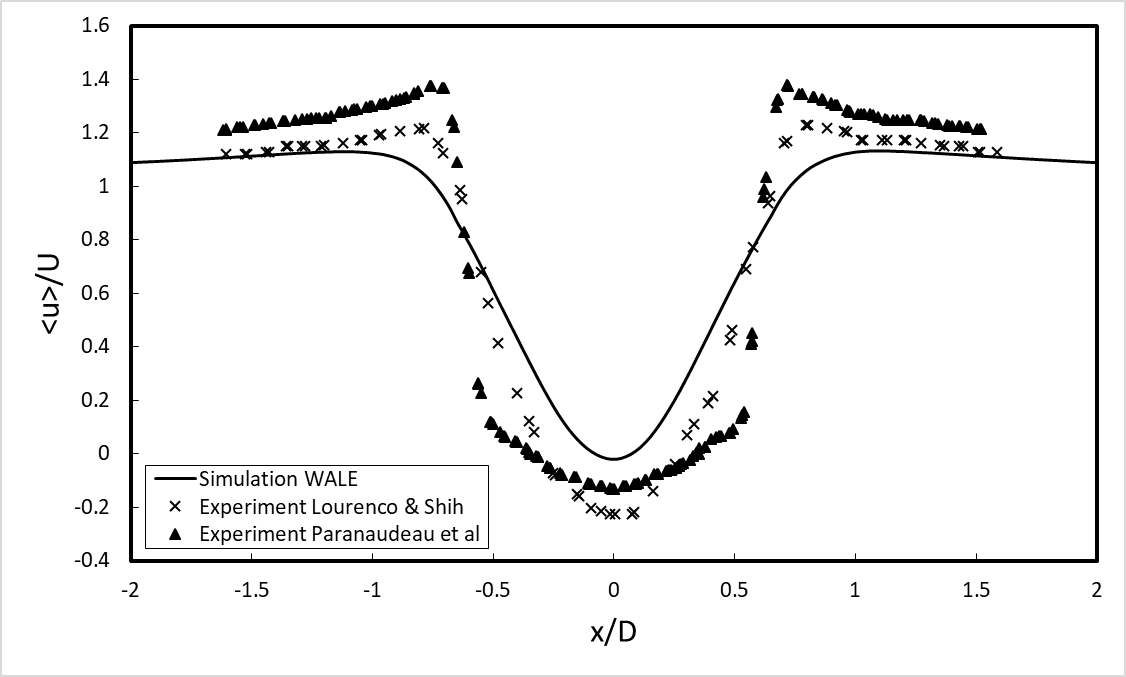 1.6
1.4
1.2
1
0.8
0.6
0.4
0.2
0
-0.2
-0.4
<u>/U
Simulation WALE
Experiment Lourenco & Shih
Experiment Paranaudeau et al
-2 -1.5 -1 -0.5 0 0.5 1 1.5 2
x/D